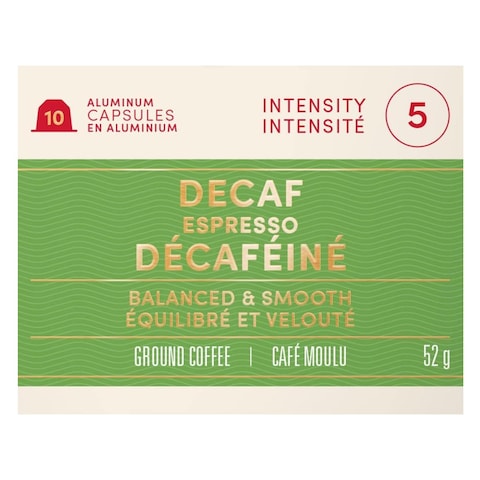 10
ALUMINUM
CAPSULES
EN ALUMINIUM
INTENSITY
INTENSITÉ
5
DECAF
ESPRESSO
DÉCAFÉINÉ
BALANCED & SMOOTH
ÉQUILIBRÉ ET VELOUTÉ
GROUND COFFEE | CAFÉ MOULU 52 g